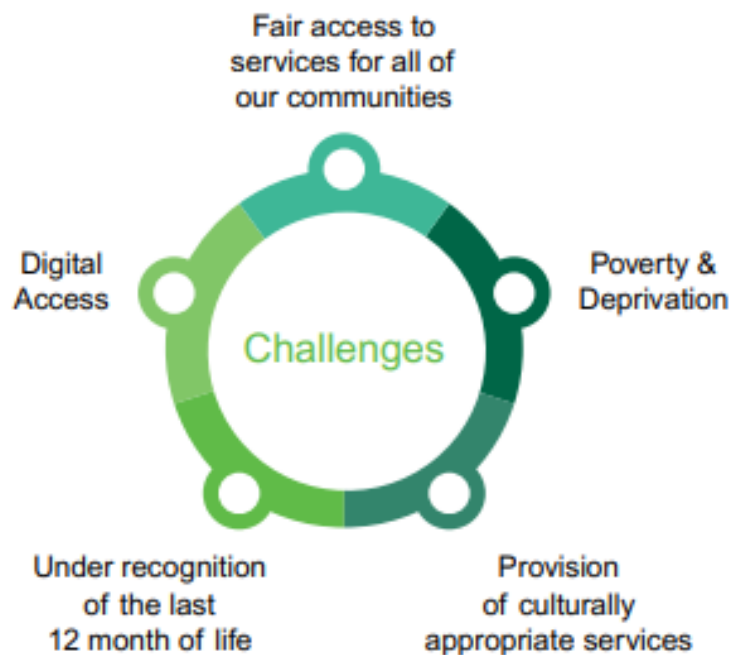 Fair access to
services for all of
our communities
Digital
Access
Poverty &
Deprivation
Challenges
Under recognition
of the last
12 month of life
Provision
of culturally
appropriate services